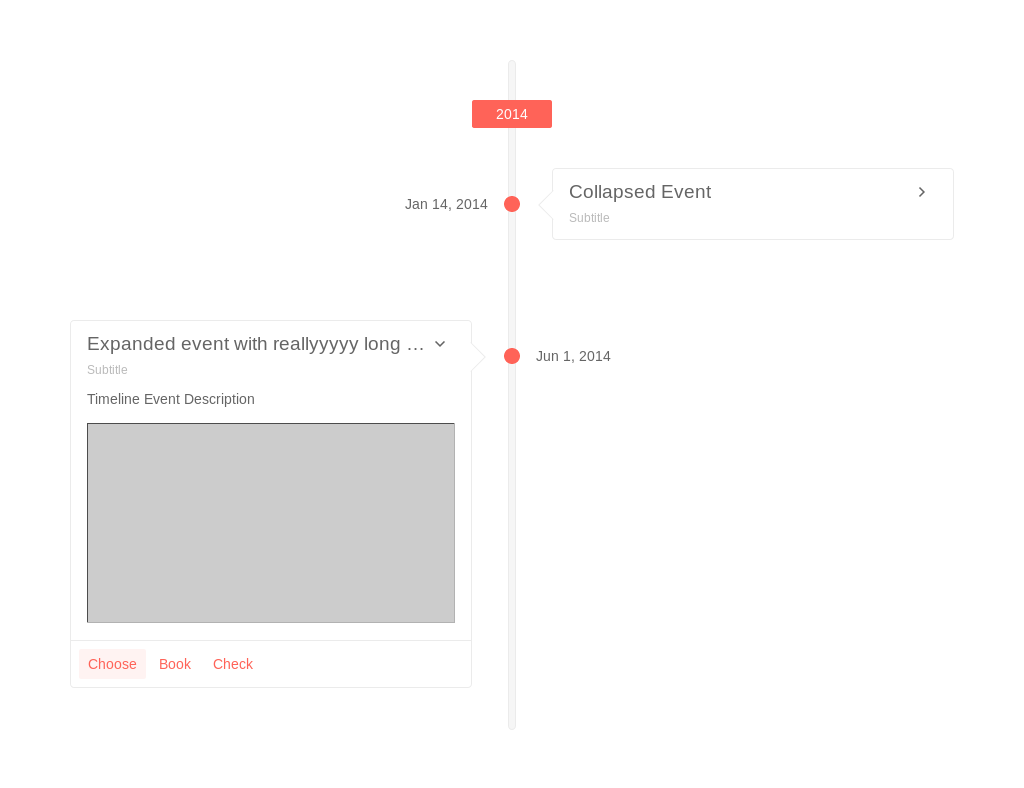 2014
Jan 14, 2014
Collapsed Event
Subtitle
Expanded event with reallyyyyy long …
Subtitle
Jun 1, 2014
Timeline Event Description
Choose Book Check